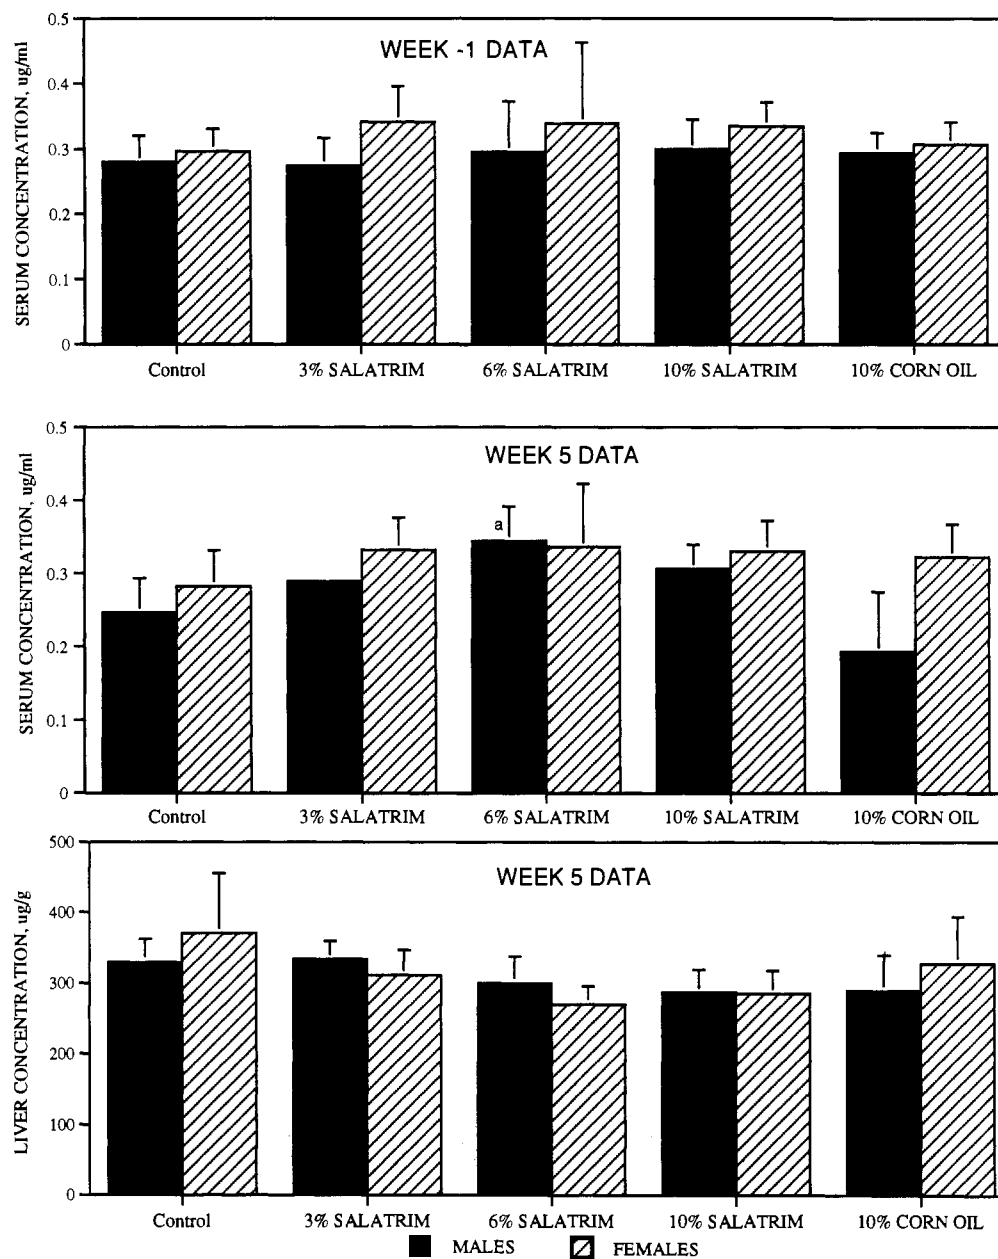 WEEK -1 DATA
SERUM CONCENTRATION, ug/ml
0.5
0.4
0.3
0.2
0.1
0
Control 3% SALATRIM 6% SALATRIM 10% SALATRIM 10% CORN OIL
WEEK 5 DATA
SERUM CONCENTRATION, ug/ml
0.5
0.4
0.3
0.2
0.1
0
a
Control 3% SALATRIM 6% SALATRIM 10% SALATRIM 10% CORN OIL
WEEK 5 DATA
LIVER CONCENTRATION, ug/g
500
400
300
200
100
0
Control 3% SALATRIM 6% SALATRIM 10% SALATRIM 10% CORN OIL
MALES FEMALES